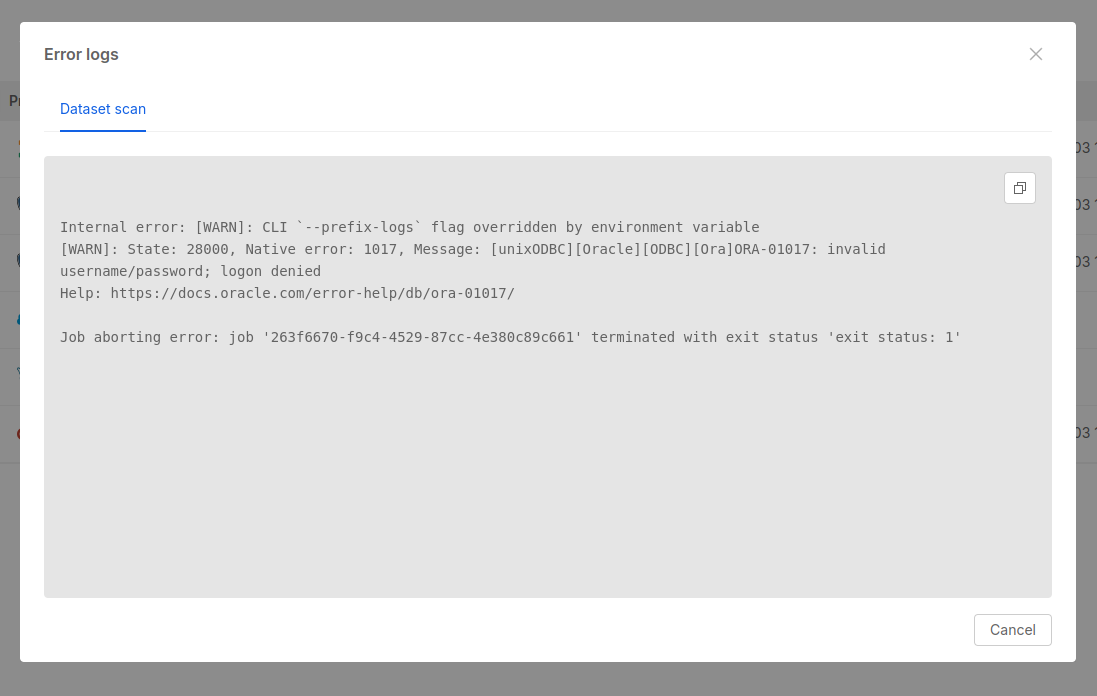 Error logs
Dataset scan
Internal error: [WARN]: CLI `--prefix-logs` flag overridden by environment variable
[WARN]: State: 28000, Native error: 1017, Message: [unixODBC][Oracle][ODBC][Ora]ORA-01017: invalid
username/password; logon denied
Help: https://docs.oracle.com/error-help/db/ora-01017/
Job aborting error: job '263f6670-f9c4-4529-87cc-4e380c89c661' terminated with exit status 'exit status: 1'
Cancel